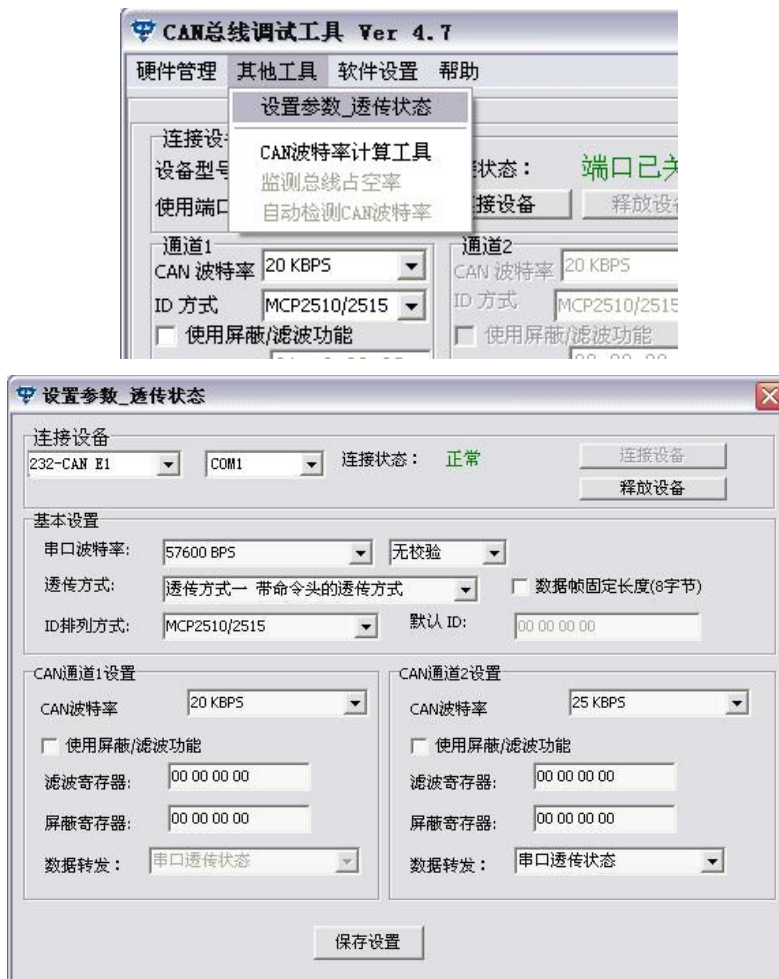 CAN总线调试工具 Ver 4.7
硬件管理 其他工具 软件设置 帮助
设置参数_透传状态
CAN波特率计算工具
监测总线占空率
自动检测CAN波特率
连接设
设备型号 状态： 端口已关
使用端口 接设备 释放设
通道1 通道2
CAN 波特率 20 KBPS CAN 波特率 20 KBPS
ID 方式 MCP2510/2515 ID 方式 MCP2510/2515
使用屏蔽/滤波功能 使用屏蔽/滤波功能
设置参数_透传状态
连接设备
232-CAN E1 COM1 连接状态： 正常 连接设备
释放设备
基本设置
串口波特率: 57600 BPS 无校验
透传方式: 透传方式一 带命令头的透传方式 数据帧固定长度(8字节)
ID排列方式: MCP2510/2515 默认 ID: 00 00 00 00
CAN通道1设置 CAN通道2设置
CAN波特率 20 KBPS CAN波特率 25 KBPS
使用屏蔽/滤波功能 使用屏蔽/滤波功能
滤波寄存器: 00 00 00 00 滤波寄存器: 00 00 00 00
屏蔽寄存器: 00 00 00 00 屏蔽寄存器: 00 00 00 00
数据转发： 串口透传状态 数据转发： 串口透传状态
保存设置